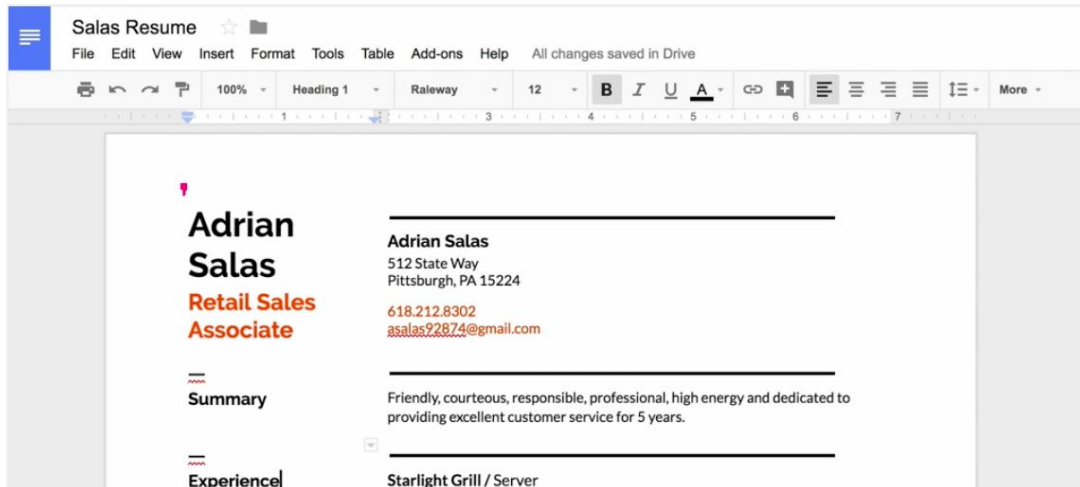 Salas Resume
File Edit View Insert Format Tools Table Add-ons Help All changes saved in Drive
100% Heading 1 Raleway 12 B I U A More
1 3 4 5 6 7
Adrian
Salas
Retail Sales
Associate
Adrian Salas
512 State Way
Pittsburgh, PA 15224
618.212.8302
asalas92874@gmail.com
Summary
Friendly, courteous, responsible, professional, high energy and dedicated to
providing excellent customer service for 5 years.
Experience
Starlight Grill / Server